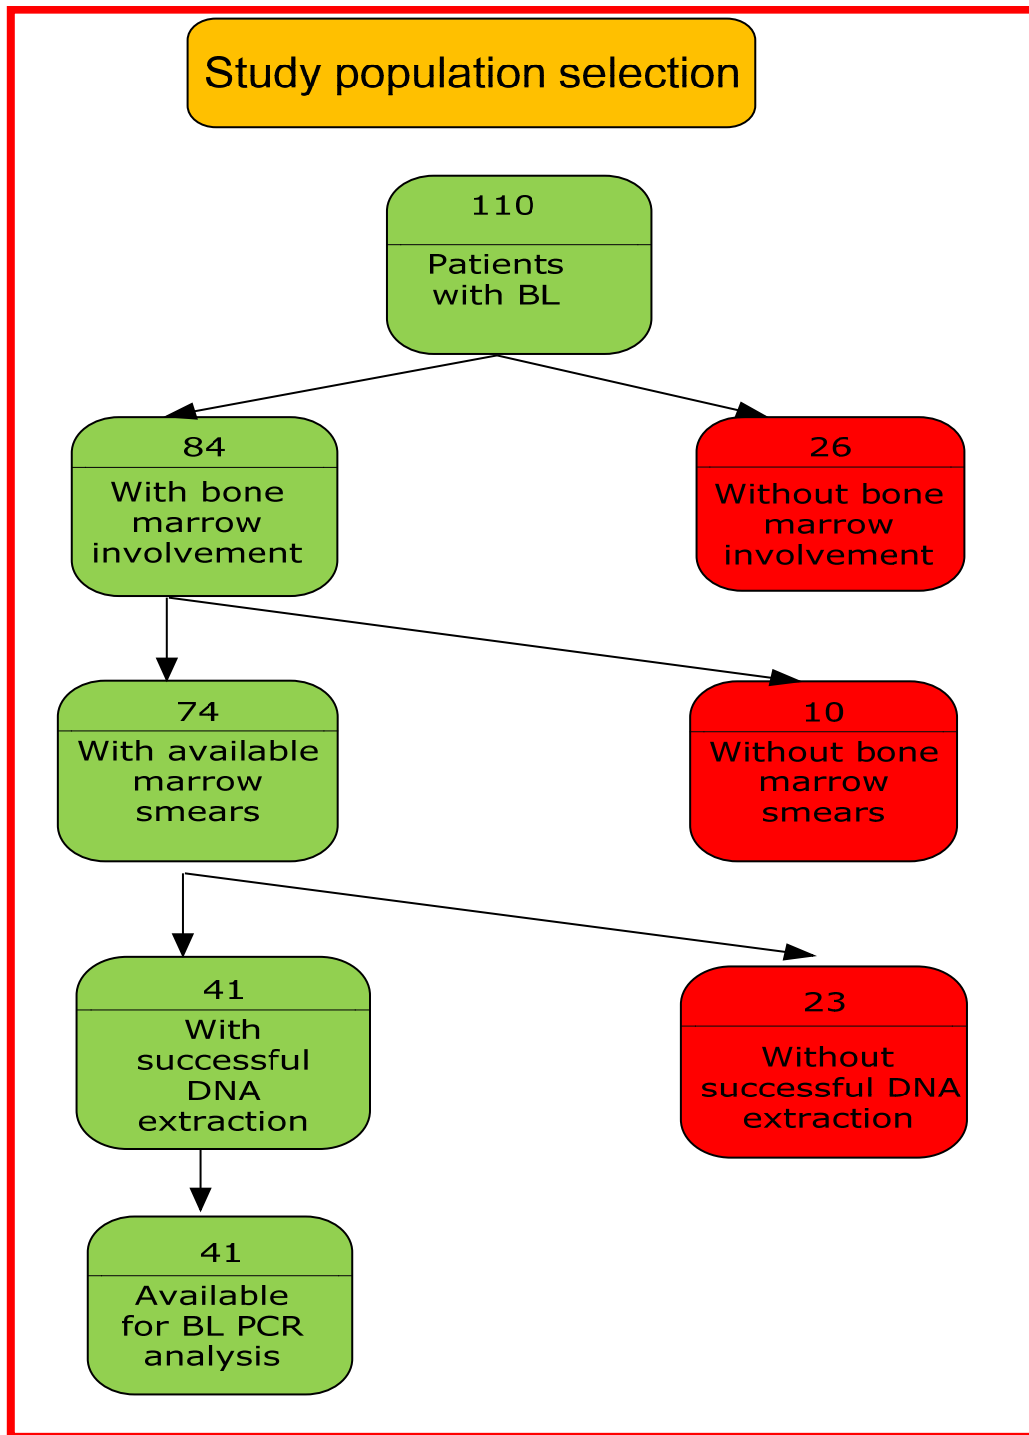 Study population selection
110
Patients
with BL
84
With bone
marrow
involvement
26
Without bone
marrow
involvement
74
With available
marrow
smears
10
Without bone
marrow
smears
41
With
successful
DNA
extraction
23
Without
successful DNA
extraction
41
Available
for BL PCR
analysis